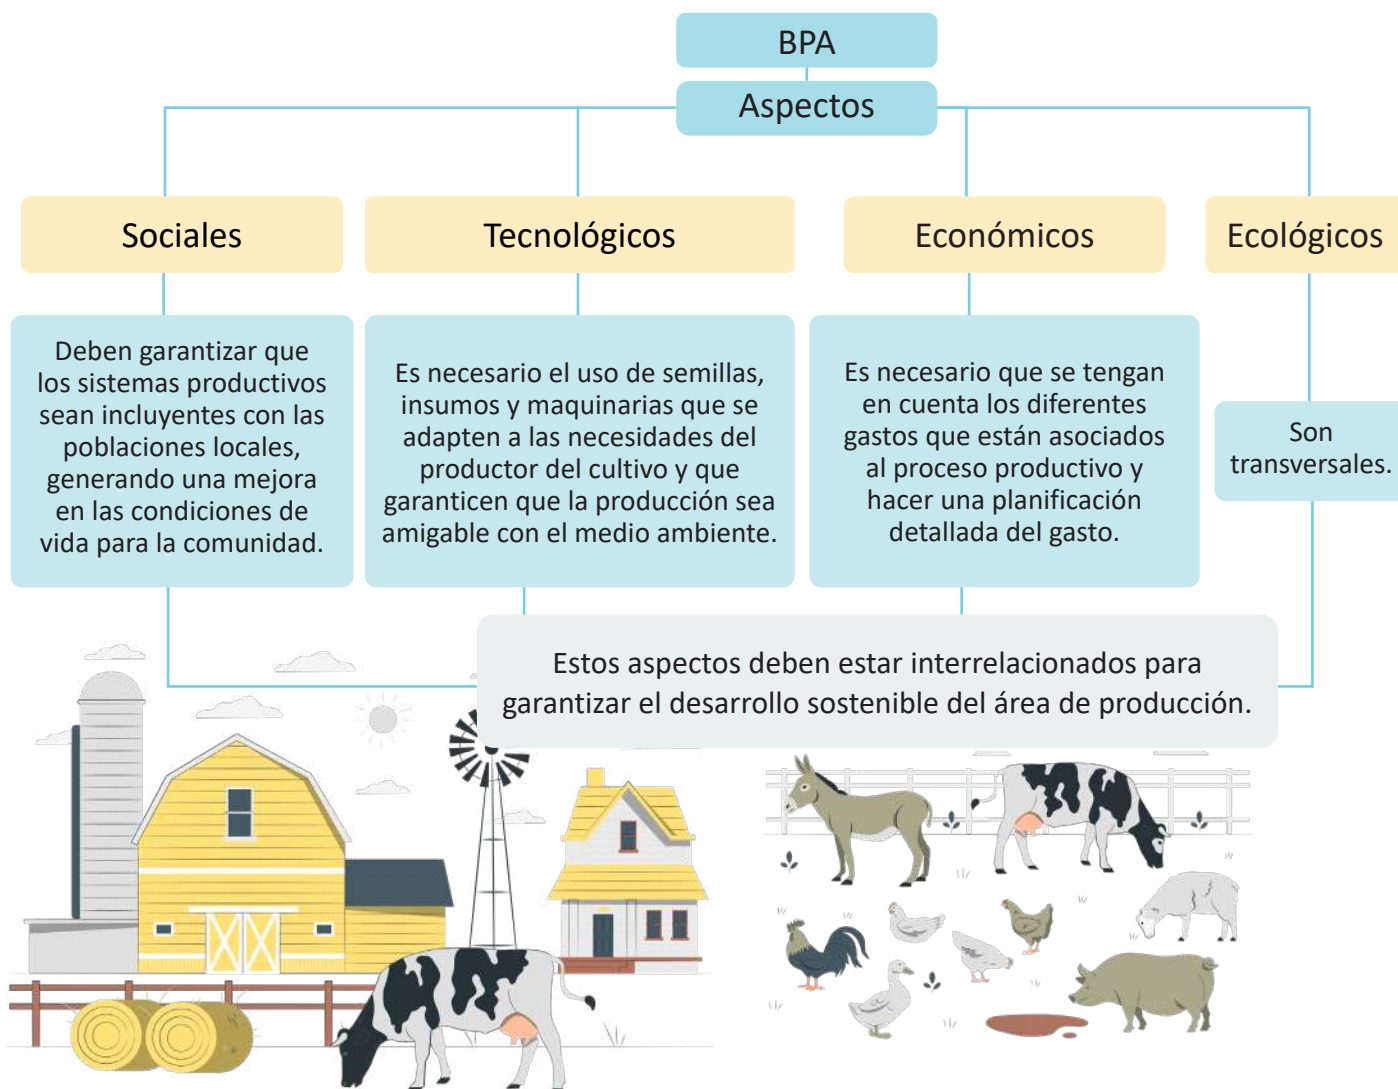 BPA
Aspectos
Sociales
Deben garantizar que
los sistemas productivos
sean incluyentes con las
poblaciones locales,
generando una mejora
en las condiciones de
vida para la comunidad.
Tecnológicos
Es necesario el uso de semillas,
insumos y maquinarias que se
adapten a las necesidades del
productor del cultivo y que
garanticen que la producción sea
amigable con el medio ambiente.
Económicos
Es necesario que se tengan
en cuenta los diferentes
gastos que están asociados
al proceso productivo y
hacer una planificación
detallada del gasto.
Ecológicos
Son
transversales.
Estos aspectos deben estar interrelacionados para
garantizar el desarrollo sostenible del área de producción.